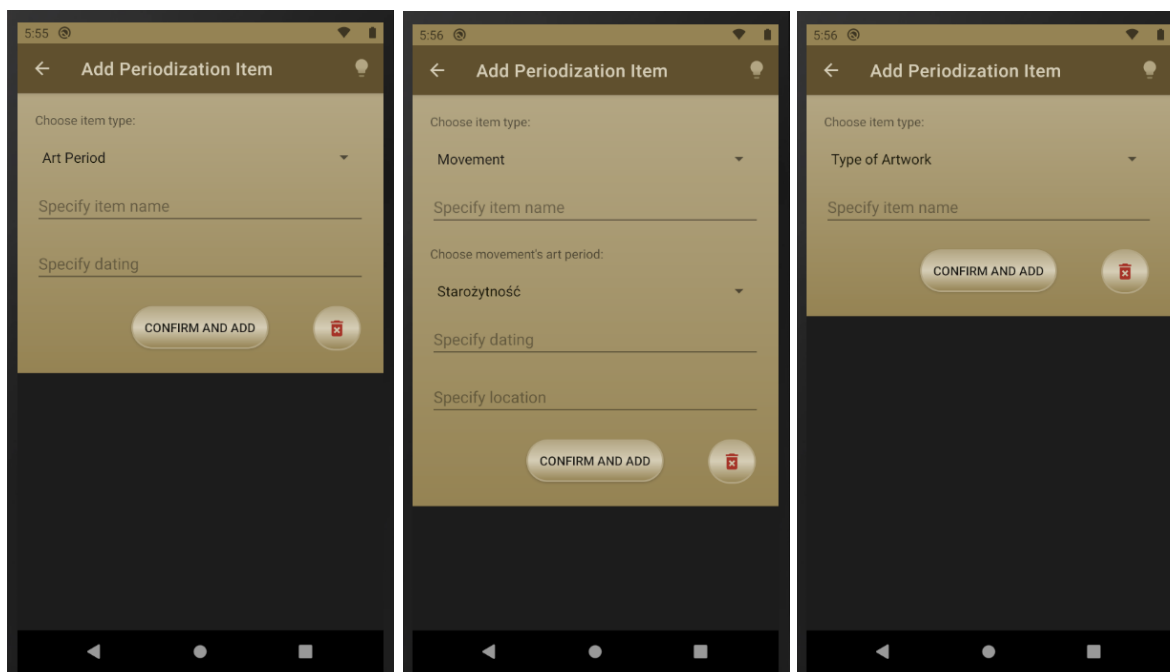 5:55
Add Periodization Item
Choose item type:
Art Period
Specify item name
Specify dating
CONFIRM AND ADD
5:56
Add Periodization Item
Choose item type:
Movement
Specify item name
Choose movement's art period:
Starożytność
Specify dating
Specify location
CONFIRM AND ADD
5:56
Add Periodization Item
Choose item type:
Type of Artwork
Specify item name
CONFIRM AND ADD